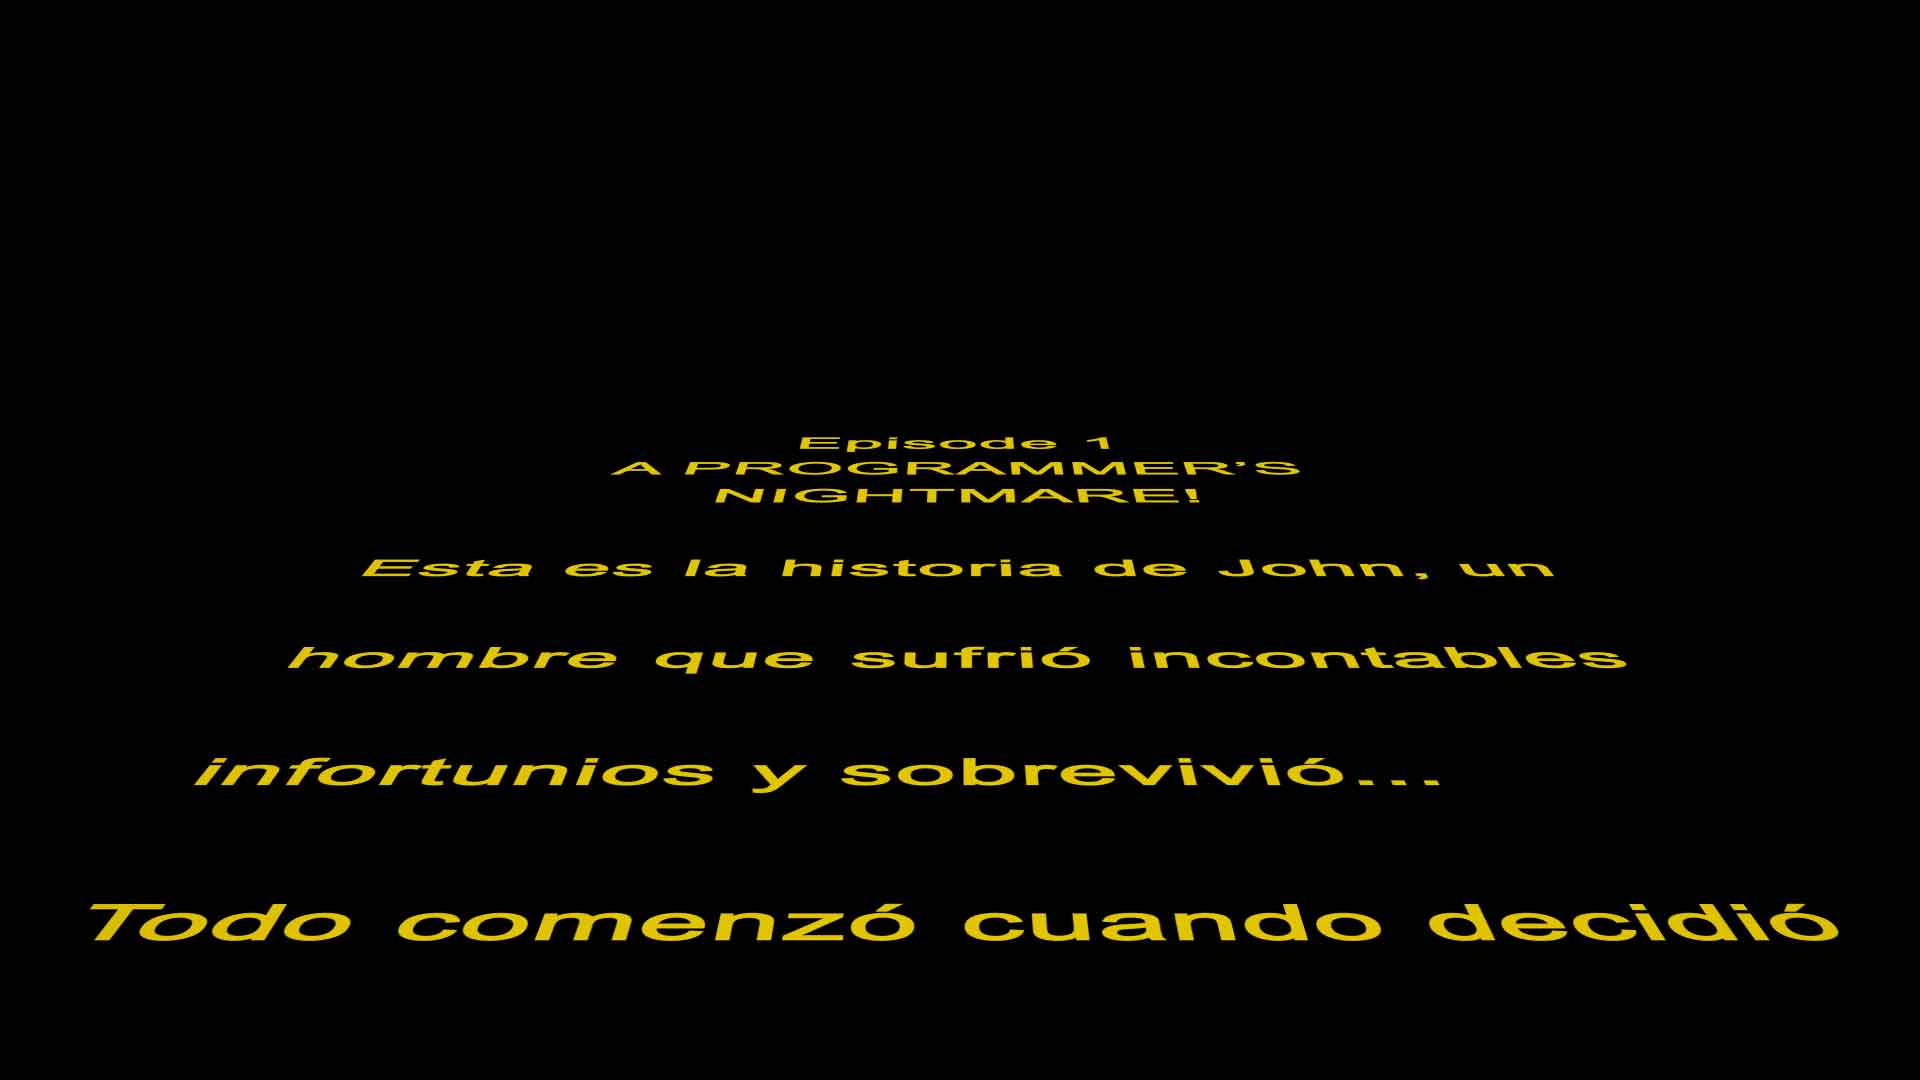 Episode 1
A PROGRAMMER'S
NIGHTMARE!
Esta es la historia de John, un
hombre que sufrió incontables
infortunios y sobrevivió...
Todo comenzó cuando decidió